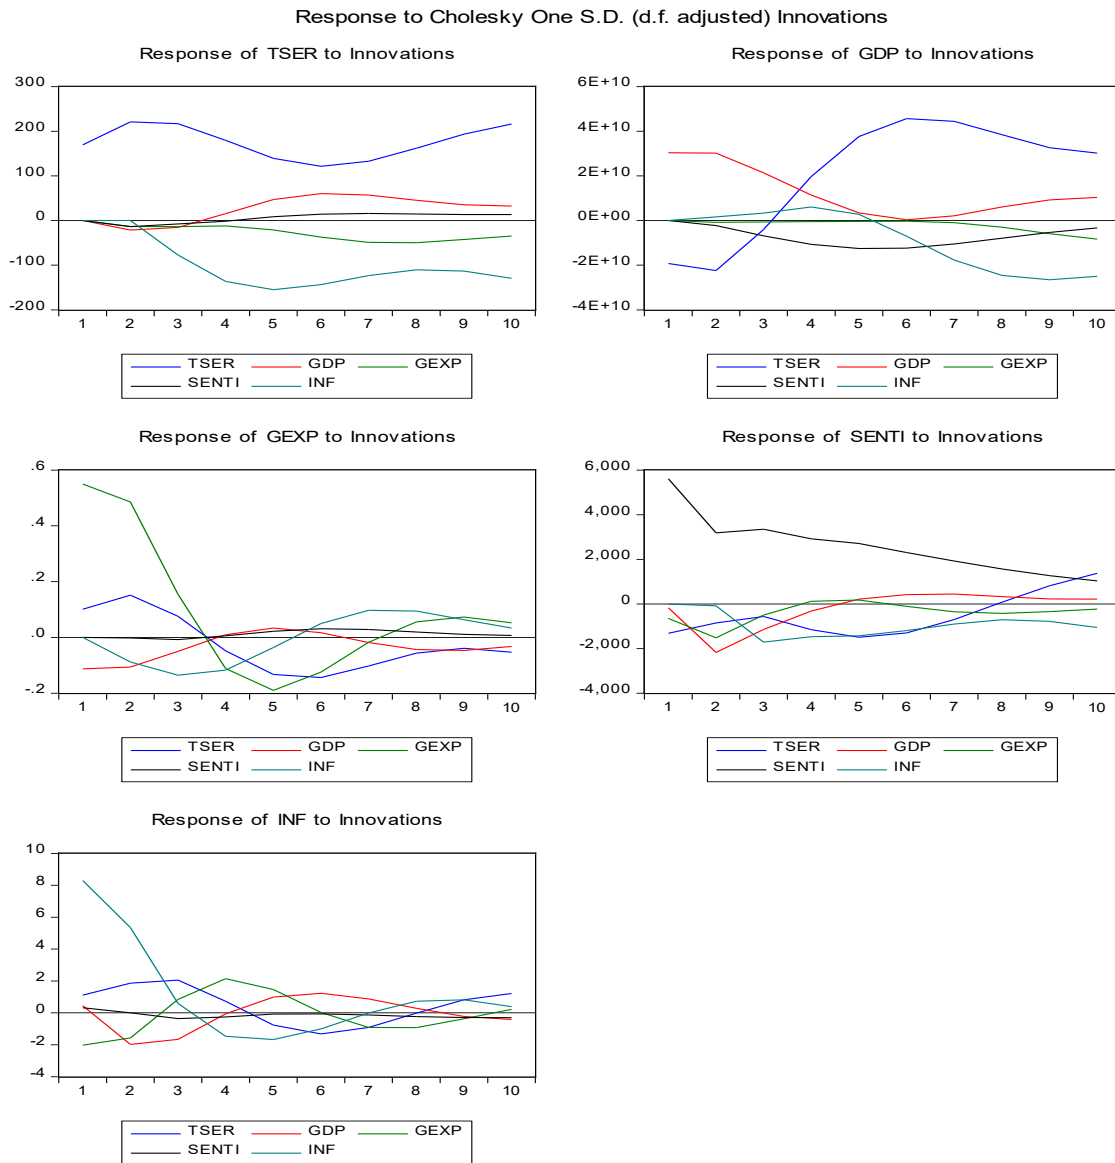 Response to Cholesky One S.D. (d.f. adjusted) Innovations
Response of TSER to Innovations
300
200
100
0
-100
-200
1 2 3 4 5 6 7 8 9 10
TSER GDP GEXP
SENTI INF
Response of GDP to Innovations
6E+10
4E+10
2E+10
0E+00
-2E+10
-4E+10
1 2 3 4 5 6 7 8 9 10
TSER GDP GEXP
SENTI INF
Response of GEXP to Innovations
.6
.4
.2
.0
-.2
1 2 3 4 5 6 7 8 9 10
TSER GDP GEXP
SENTI INF
Response of SENTI to Innovations
6,000
4,000
2,000
0
-2,000
-4,000
1 2 3 4 5 6 7 8 9 10
TSER GDP GEXP
SENTI INF
Response of INF to Innovations
10
8
6
4
2
0
-2
-4
1 2 3 4 5 6 7 8 9 10
TSER GDP GEXP
SENTI INF